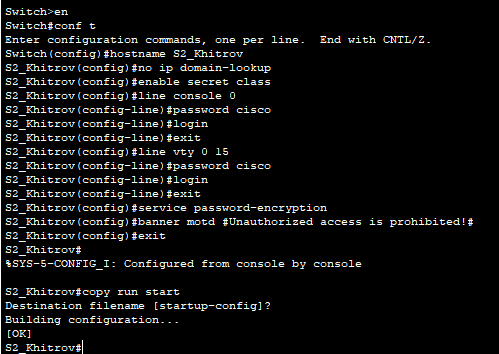 Switch>en
Switch#conf t
Enter configuration commands, one per line.  End with CNTL/Z.
Switch(config)#hostname S2_Khitrov
S2_Khitrov(config)#no ip domain-lookup
S2_Khitrov(config)#enable secret class
S2_Khitrov(config)#line console 0
S2_Khitrov(config-line)#password cisco
S2_Khitrov(config-line)#login
S2_Khitrov(config-line)#exit
S2_Khitrov(config)#line vty 0 15
S2_Khitrov(config-line)#password cisco
S2_Khitrov(config-line)#login
S2_Khitrov(config-line)#exit
S2_Khitrov(config)#service password-encryption
S2_Khitrov(config)#banner motd #Unauthorized access is prohibited!#
S2_Khitrov(config)#exit
S2_Khitrov#
%SYS-5-CONFIG_I: Configured from console by console
S2_Khitrov#copy run start
Destination filename [startup-config]?
Building configuration...
[OK]
S2_Khitrov#